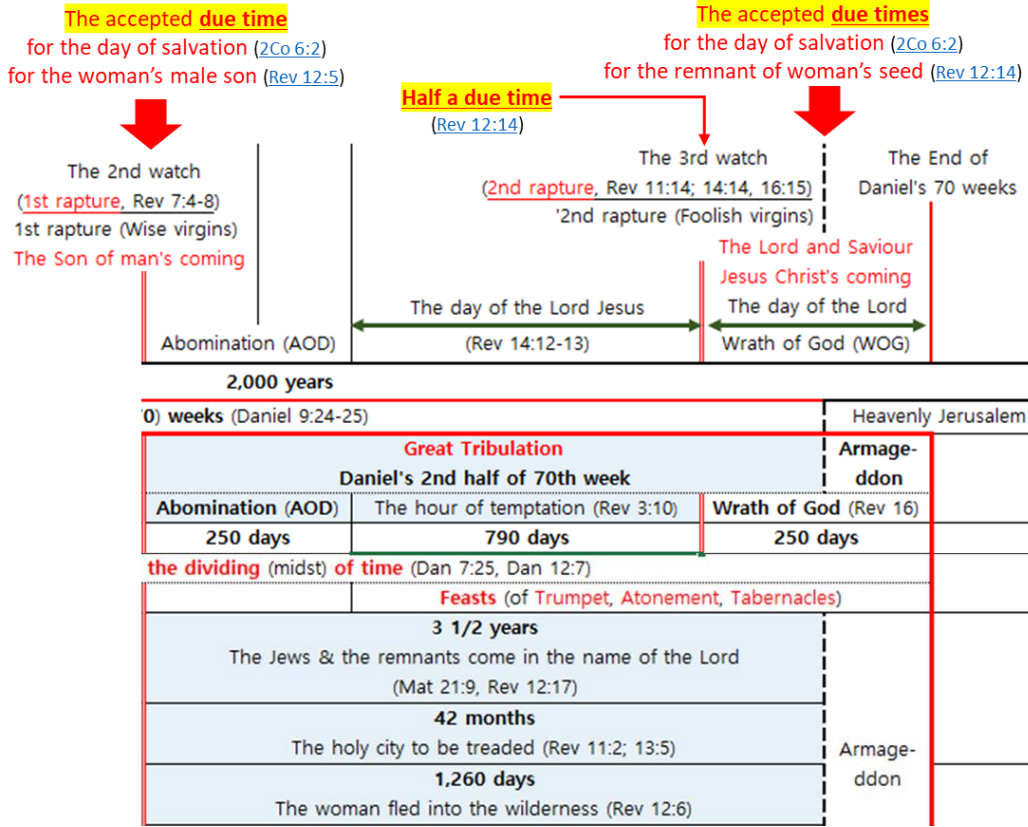 The accepted due time
for the day of salvation (2Co 6:2)
for the woman's male son (Rev 12:5)
The accepted due times
for the day of salvation (2Co 6:2)
for the remnant of woman's seed (Rev 12:14)
Half a due time
(Rev 12:14)
The 2nd watch
(1st rapture, Rev 7:4-8)
1st rapture (Wise virgins)
The Son of man's coming
The 3rd watch
(2nd rapture, Rev 11:14; 14:14, 16:15)
'2nd rapture (Foolish virgins)
The End of
Daniel's 70 weeks
The Lord and Saviour
Jesus Christ's coming
The day of the Lord Jesus
The day of the Lord
Abomination (AOD)
(Rev 14:12-13)
Wrath of God (WOG)
2,000 years
0) weeks (Daniel 9:24-25)
Heavenly Jerusalem
Great Tribulation
Daniel's 2nd half of 70th week
Armage-
ddon
Abomination (AOD)
The hour of temptation (Rev 3:10)
Wrath of God (Rev 16)
250 days
790 days
250 days
the dividing (midst) of time (Dan 7:25, Dan 12:7)
Feasts (of Trumpet, Atonement, Tabernacles)
3 1/2 years
The Jews & the remnants come in the name of the Lord
(Mat 21:9, Rev 12:17)
42 months
The holy city to be treaded (Rev 11:2; 13:5)
Armage-
ddon
1,260 days
The woman fled into the wilderness (Rev 12:6)